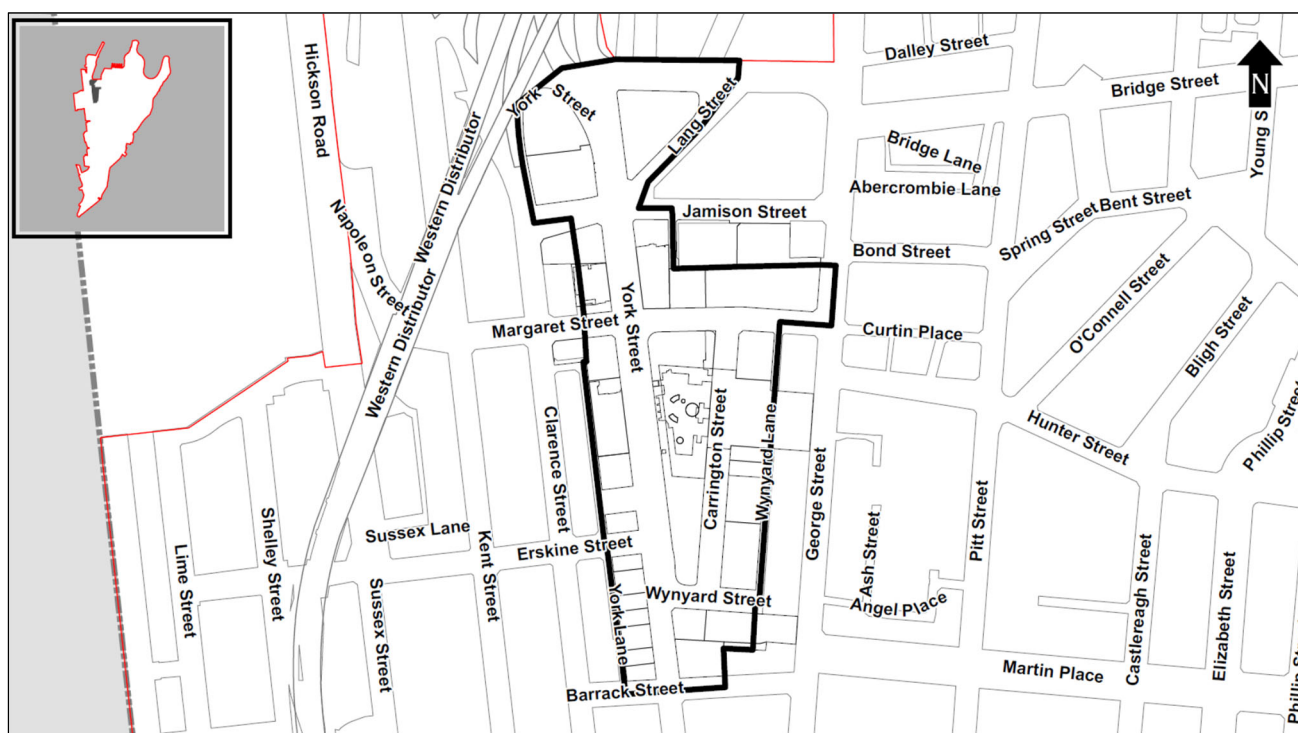 Dalley Street
Bridge Street
N
Young S
Hickson Road
York
Street
Lang Street
Western Distributor
Bridge Lane
Abercrombie Lane
Bent Street
Spring Street
Jamison Street
Napoleon Street
Bond Street
O'Connell Street
Bligh Street
Western Distributor
Margaret Street
York Street
Curtin Place
Phillip Street
Hunter Street
Clarence Street
Carrington Street
Wynyard Lane
George Street
Pitt Street
Ash Street
Shelley Street
Lime Street
Sussex Lane
Kent Street
Erskine Street
Sussex Street
York Lane
Wynyard Street
Angel Place
Castlereagh Street
Elizabeth Street
Martin Place
Barrack Street
Phillip St